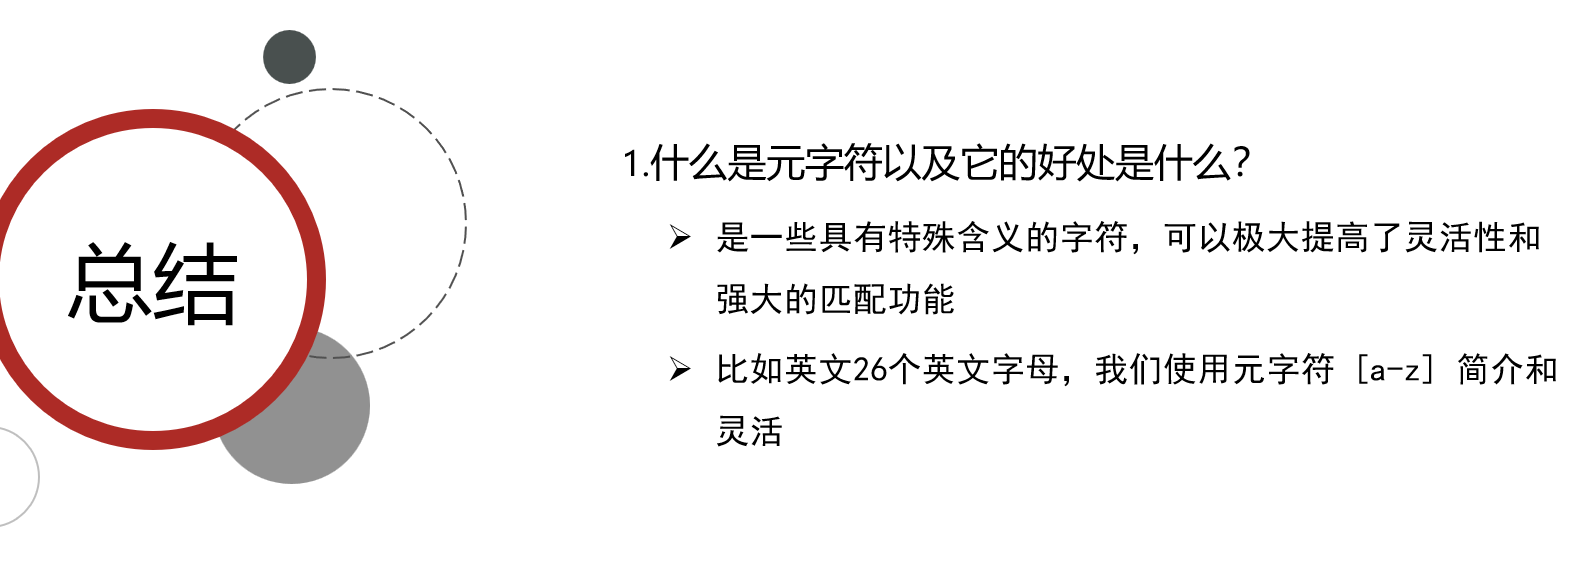 总结
1.什么是元字符以及它的好处是什么？
➢ 是一些具有特殊含义的字符，可以极大提高了灵活性和
强大的匹配功能
➢ 比如英文26个英文字母，我们使用元字符 [a-z] 简介和
灵活